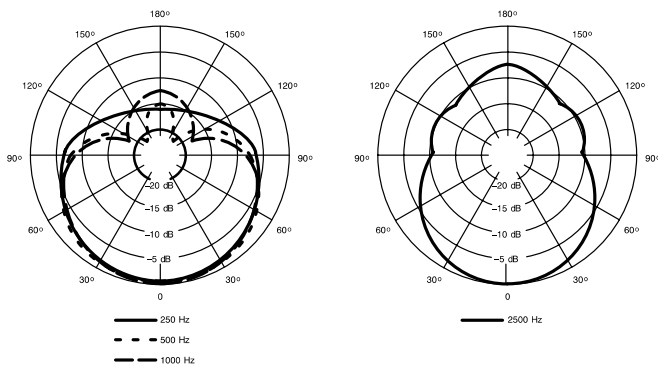 180°
150° 150°
120° 120°
90° 90°
60° 60°
30° 30°
0
–20 dB
–15 dB
–10 dB
–5 dB
250 Hz
500 Hz
1000 Hz
180°
150° 150°
120° 120°
90° 90°
60° 60°
30° 30°
0
–20 dB
–15 dB
–10 dB
–5 dB
2500 Hz